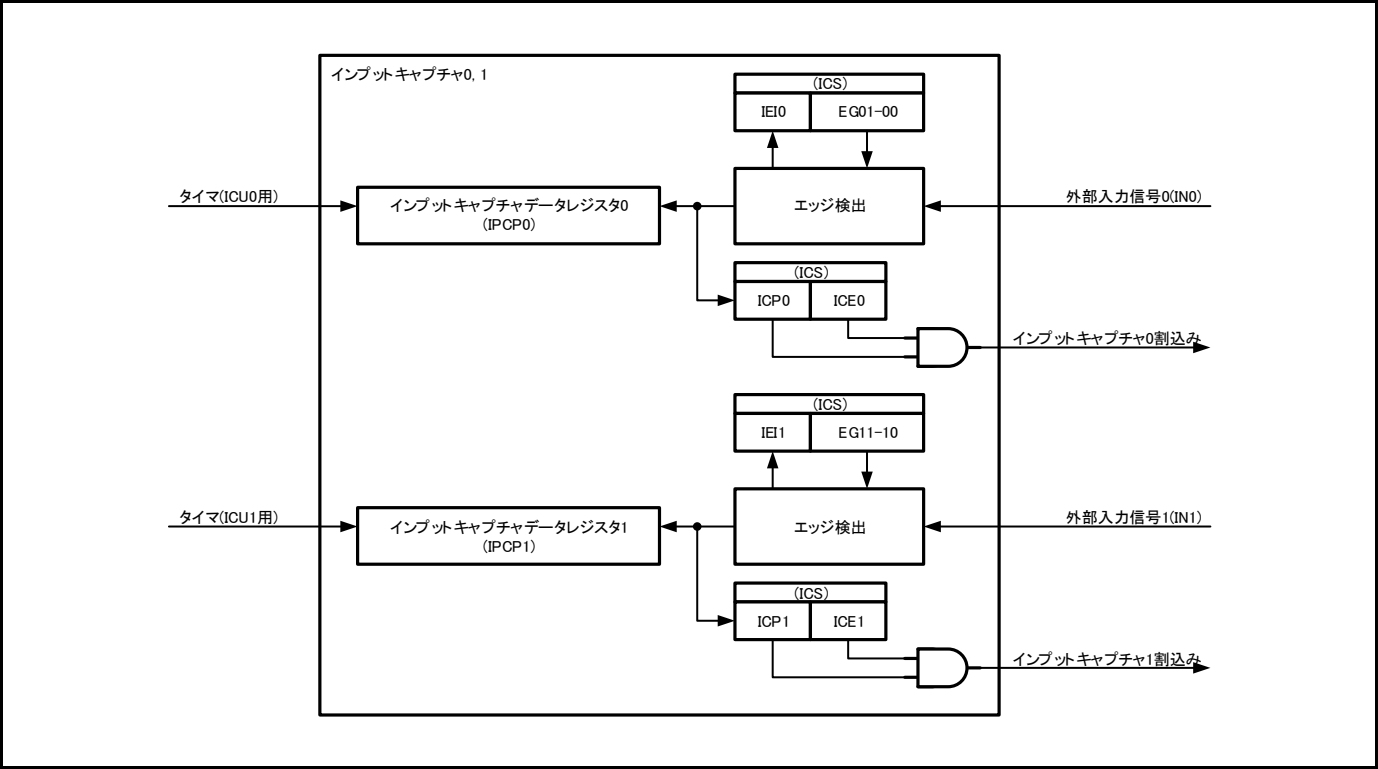 インプットキャプチャ0, 1
(ICS)
IEI0 EG01-00
タイマ(ICU0用)
インプットキャプチャデータレジスタ0
(IPCP0)
エッジ検出
外部入力信号0(IN0)
(ICS)
ICP0 ICE0
インプットキャプチャ0割込み
(ICS)
IEI1 EG11-10
タイマ(ICU1用)
インプットキャプチャデータレジスタ1
(IPCP1)
エッジ検出
外部入力信号1(IN1)
(ICS)
ICP1 ICE1
インプットキャプチャ1割込み